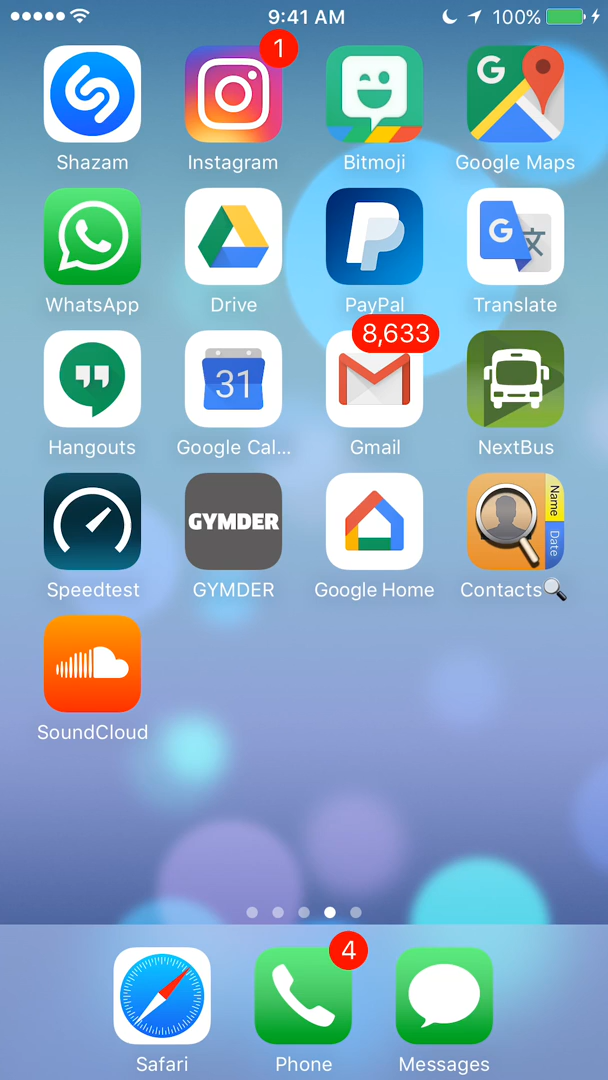 9:41 AM
100%
1
G
Shazam Instagram Bitmoji Google Maps
G 文
WhatsApp Drive PayPal Translate
8,633
31
Hangouts Google Cal... Gmail NextBus
GYMDER
Name
Date
Speedtest GYMDER Google Home Contacts
SoundCloud
4
Safari Phone Messages